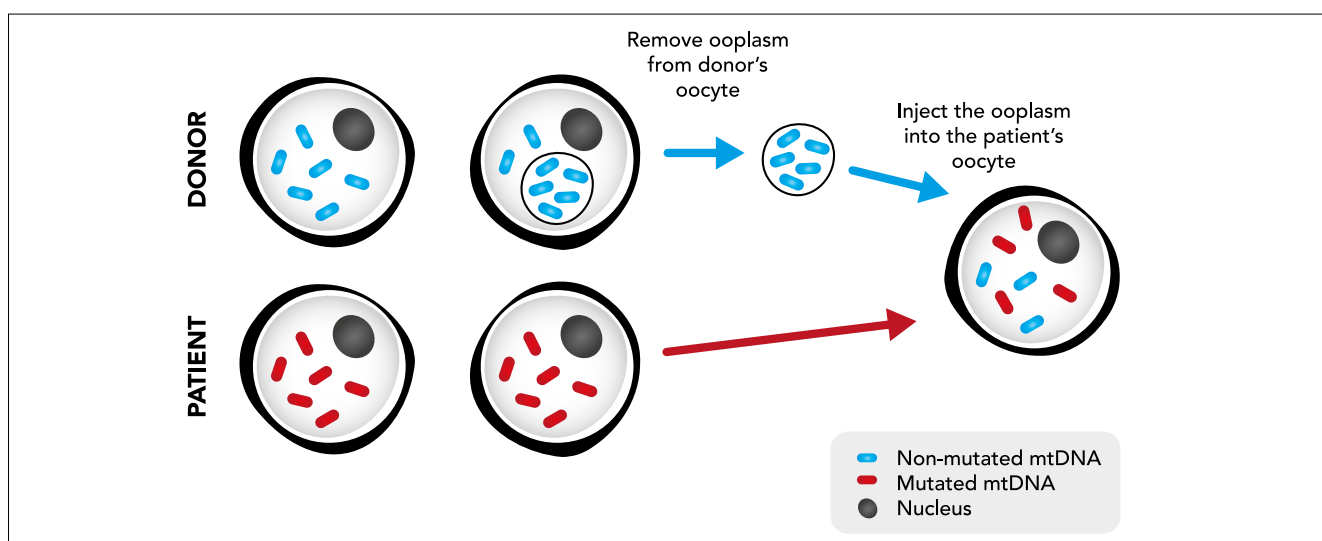 Remove ooplasm
from donor's
oocyte
Inject the ooplasm
into the patient's
oocyte
DONOR
PATIENT
Non-mutated mtDNA
Mutated mtDNA
Nucleus